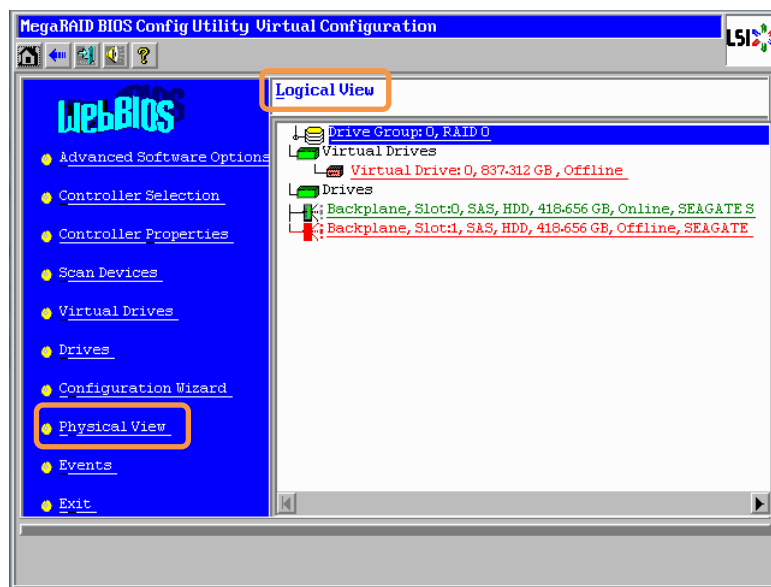 MegaRAID BIOS Config Utility Virtual Configuration
LSI
?
WebBIOS
Advanced Software Options
Controller Selection
Controller Properties
Scan Devices
Virtual Drives
Drives
Configuration Wizard
Physical View
Events
Exit
Logical View
Drive Group: 0, RAID 0
Virtual Drives
Virtual Drive: 0, 837.312 GB , Offline
Drives
Backplane, Slot:0, SAS, HDD, 418.656 GB, Online, SEAGATE S
Backplane, Slot:1, SAS, HDD, 418.656 GB, Offline, SEAGATE